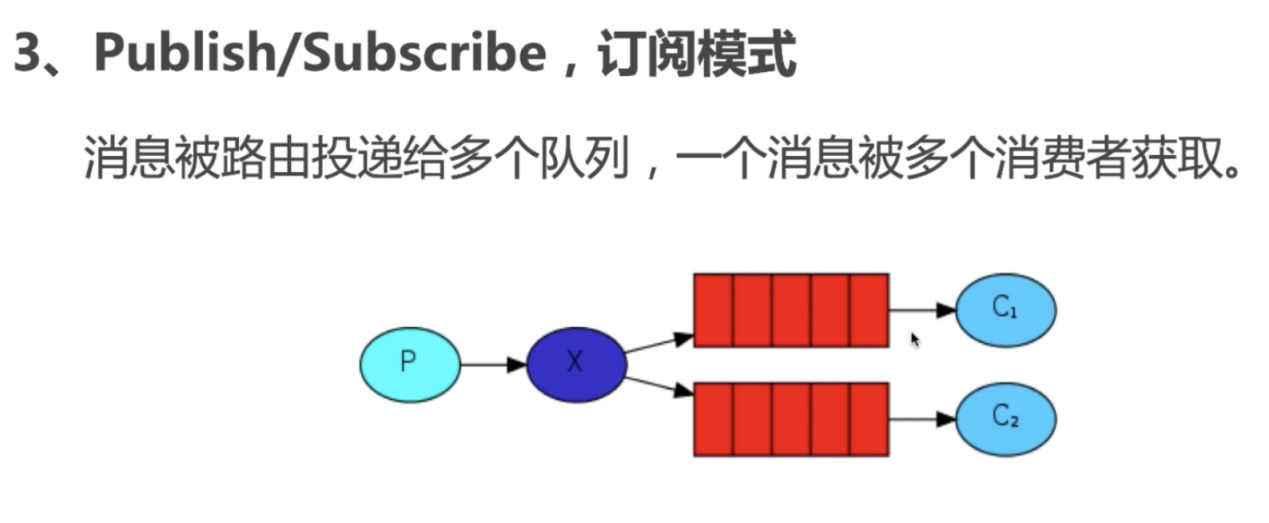 3、Publish/Subscribe，订阅模式
消息被路由投递给多个队列，一个消息被多个消费者获取。
P
X
C₁
C₂